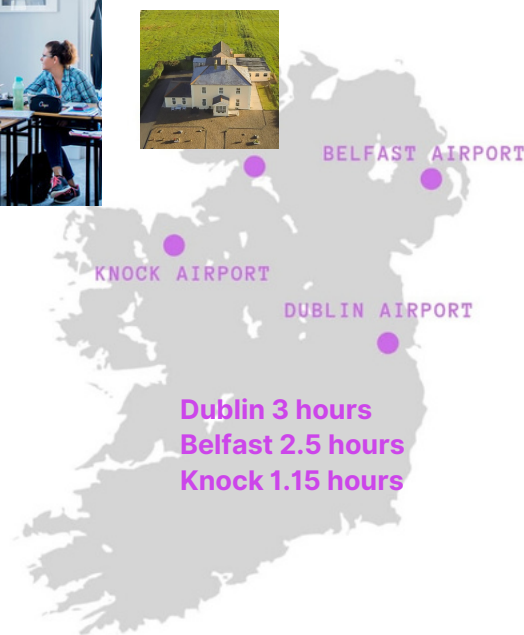 BELFAST AIRPORT
KNOCK AIRPORT
DUBLIN AIRPORT
Dublin 3 hours
Belfast 2.5 hours
Knock 1.15 hours